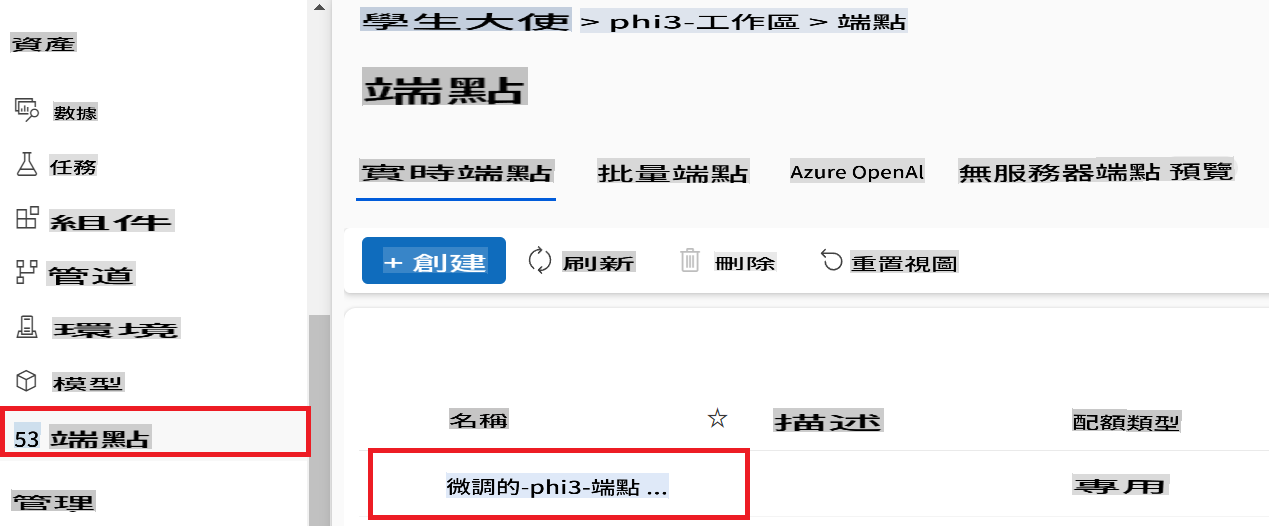 資產
數據
任務
組件
管道
環境
模型
53 端點
管理
學生大使 > phi3-工作區 > 端點
端點
實時端點 批量端點 Azure OpenAI 無服務器端點 預覽
+ 創建 刷新 刪除 重置視圖
名稱 描述 配額類型
微調的-phi3-端點 ... 專用